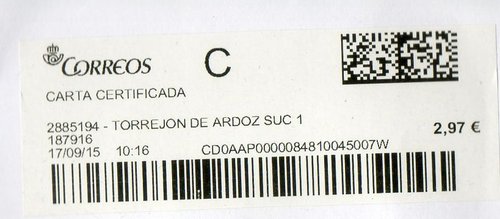 CORREOS
C
CARTA CERTIFICADA
2885194 - TORREJON DE ARDOZ SUC 1
187916
2,97 €
17/09/15 10:16 CD0AAP0000084810045007W